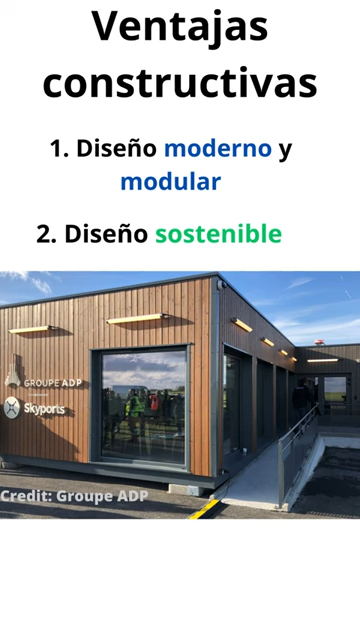 Ventajas
constructivas
1. Diseño moderno y
modular
2. Diseño sostenible
GROUPE ADP
Skyports
Credit: Groupe ADP